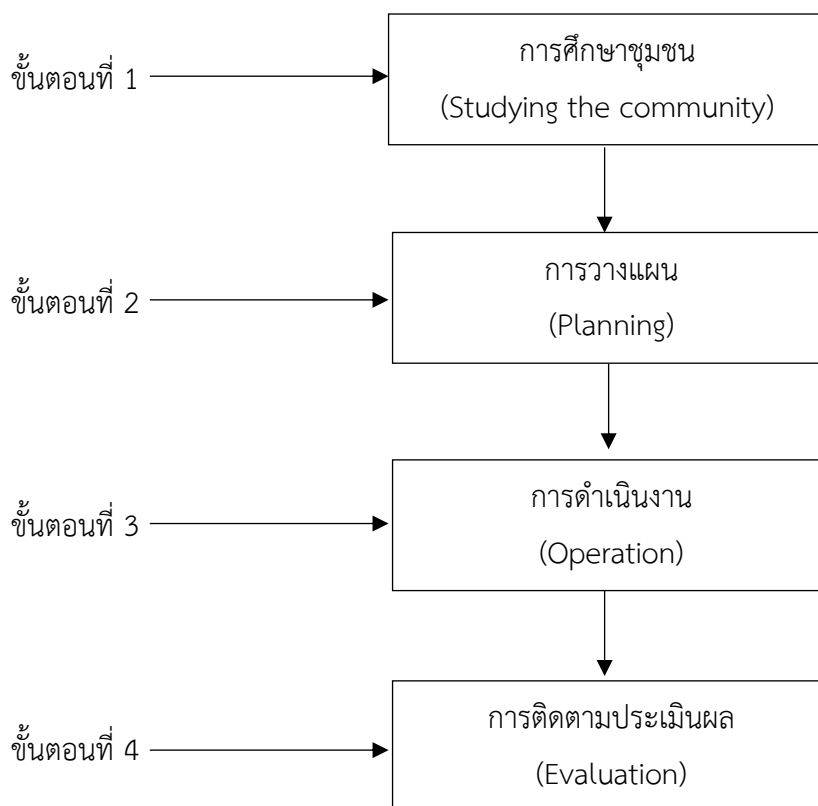 ขั้นตอนที่ 1
การศึกษาชุมชน
(Studying the community)
ขั้นตอนที่ 2
การวางแผน
(Planning)
ขั้นตอนที่ 3
การดำเนินงาน
(Operation)
ขั้นตอนที่ 4
การติดตามประเมินผล
(Evaluation)